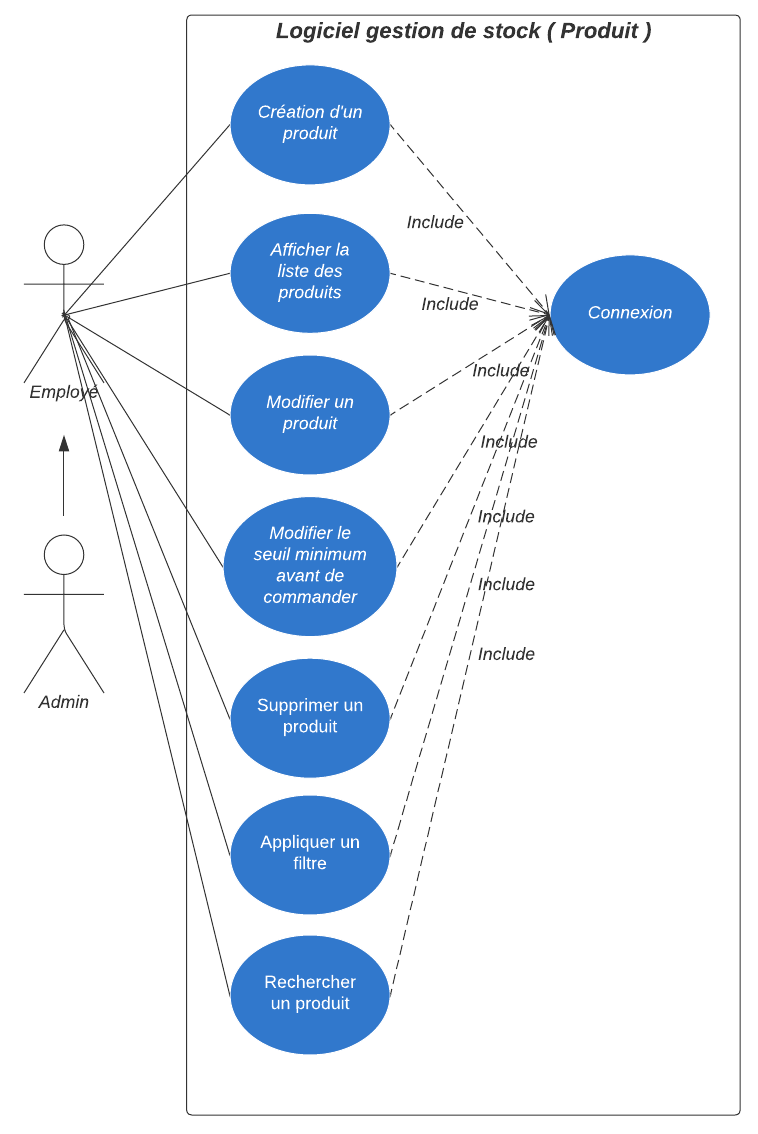 Logiciel gestion de stock ( Produit )
Création d'un
produit
Include
Afficher la
liste des
produits
Include
Connexion
Employé
Modifier un
produit
Include
Include
Modifier le
seuil minimum
avant de
commander
Include
Include
Include
Admin
Supprimer un
produit
Appliquer un
filtre
Rechercher
un produit